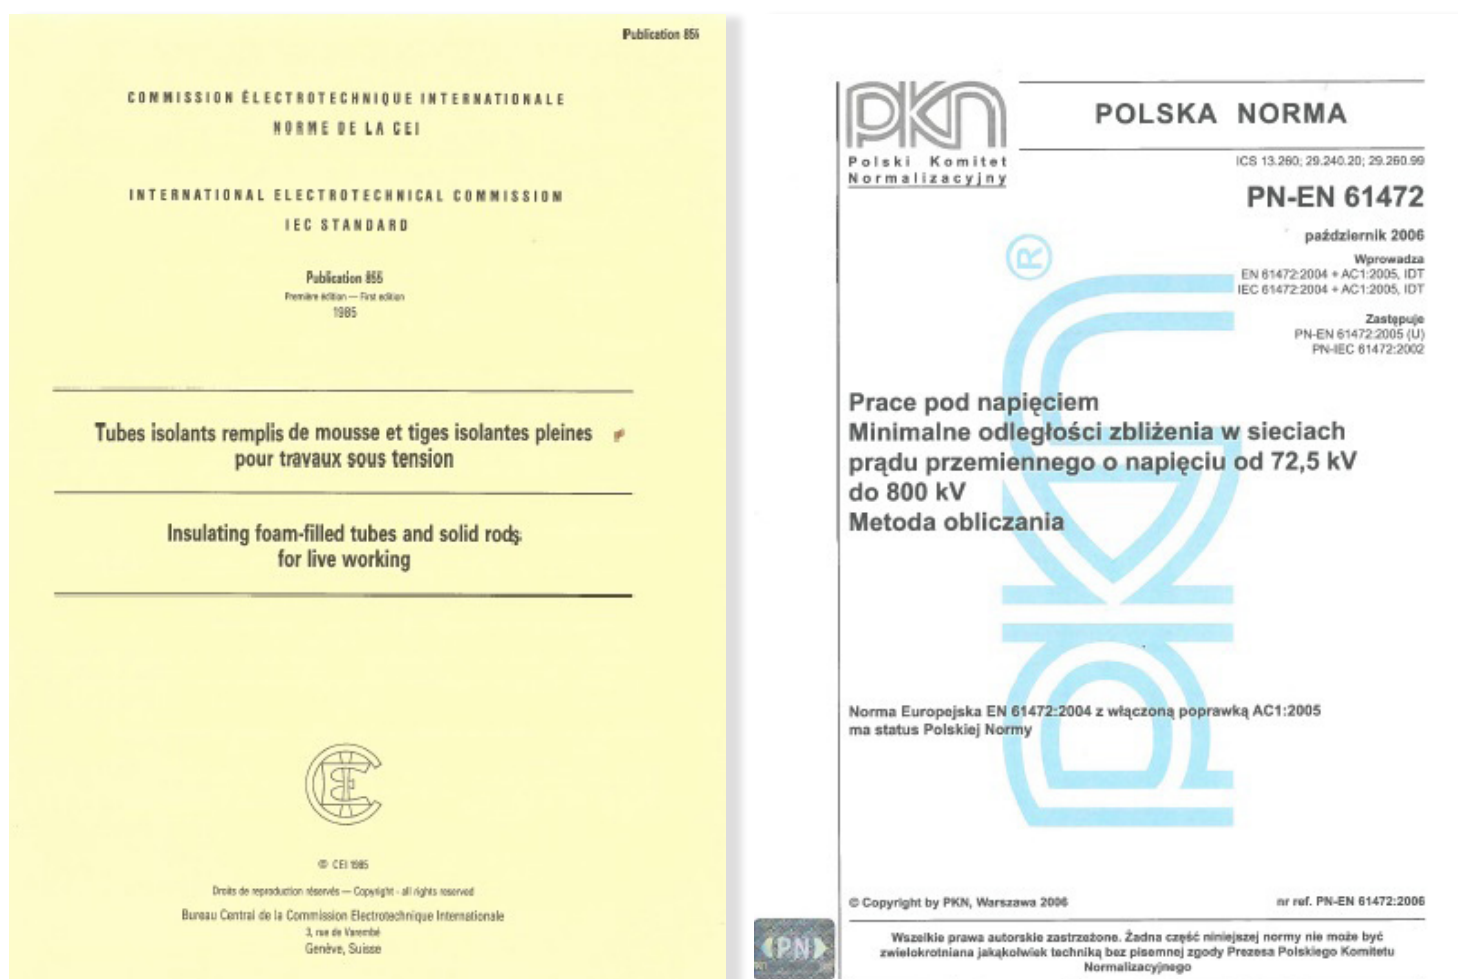 Publication 855
COMMISSION ÉLECTROTECHNIQUE INTERNATIONALE
NORME DE LA CEI
INTERNATIONAL ELECTROTECHNICAL COMMISSION
IEC STANDARD
Publication 855
Première édition — First edition
1985
Tubes isolants remplis de mousse et tiges isolantes pleines
pour travaux sous tension
Insulating foam-filled tubes and solid rods
for live working
© CEI 1985
Droits de reproduction réservés — Copyright - all rights reserved
Bureau Central de la Commission Electrotechnique Internationale
3, rue de Varembé
Genève, Suisse
PKN
Polski Komitet
Normalizacyjny
POLSKA NORMA
ICS 13.260; 29.240.20; 29.260.99
PN-EN 61472
październik 2006
Wprowadza
EN 61472:2004 + AC1:2005, IDT
IEC 61472:2004 + AC1:2005, IDT
Zastępuje
PN-EN 61472:2005 (U)
PN-IEC 61472:2002
Prace pod napięciem
Minimalne odległości zbliżenia w sieciach
prądu przemiennego o napięciu od 72,5 kV
do 800 kV
Metoda obliczania
PKN ®
Norma Europejska EN 61472:2004 z włączoną poprawką AC1:2005
ma status Polskiej Normy
© Copyright by PKN, Warszawa 2006
nr ref. PN-EN 61472:2006
PN
Wszelkie prawa autorskie zastrzeżone. Żadna część niniejszej normy nie może być
zwielokrotniana jakąkolwiek techniką bez pisemnej zgody Prezesa Polskiego Komitetu
Normalizacyjnego